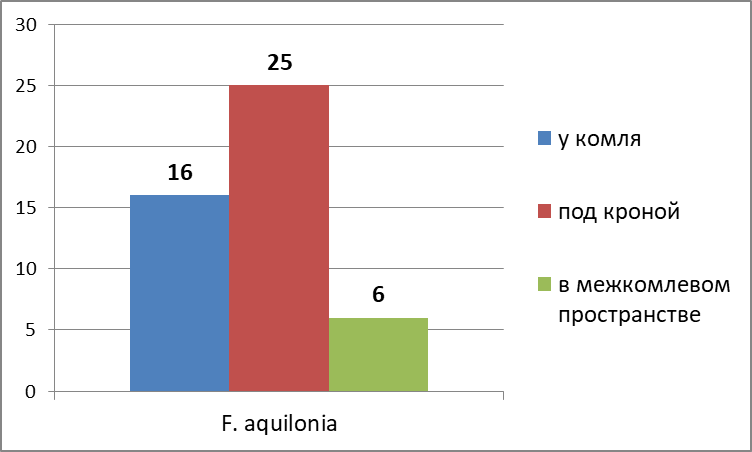 30
25
20
15
10
5
0
16
25
6
F. aquilonia
у комля
под кроной
в межкомлевом
пространстве